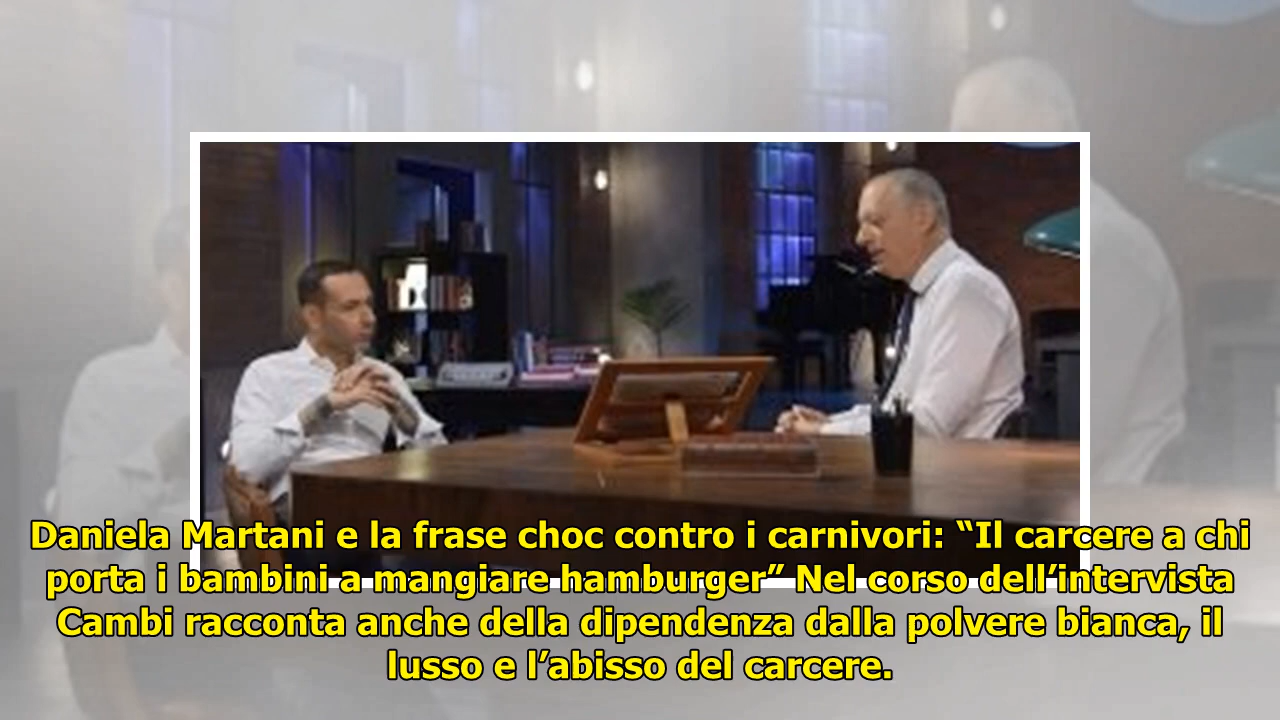 Daniela Martani e la frase choc contro i carnivori: “Il carcere a chi
porta i bambini a mangiare hamburger” Nel corso dell’intervista
Cambi racconta anche della dipendenza dalla polvere bianca, il
lusso e l’abisso del carcere.